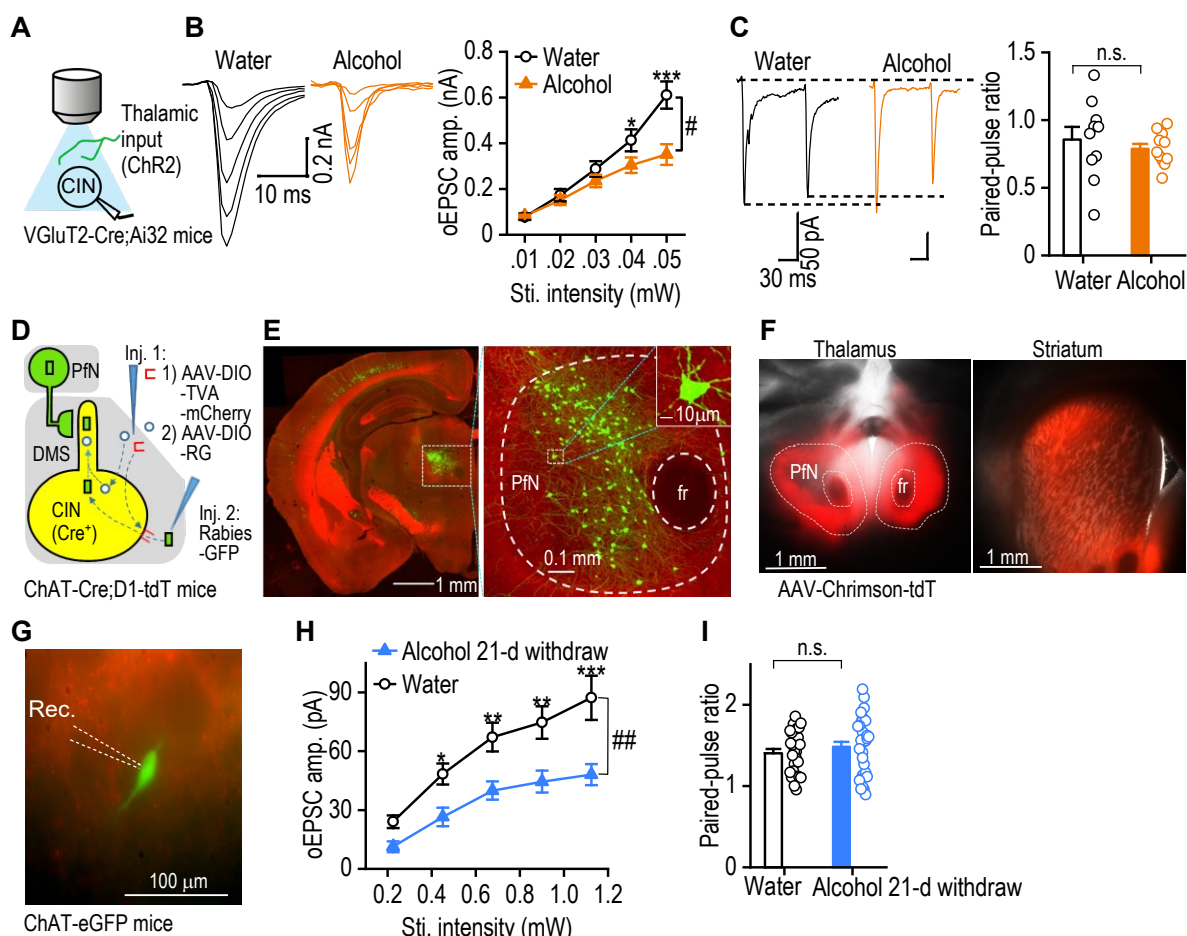 A
Thalamic
input
(ChR2)
CIN
VGluT2-Cre;Ai32 mice
B
Water
Alcohol
0.2 nA
10 ms
oEPSC amp. (nA)
0.8
0.6
0.4
0.2
0
Water
Alcohol
***
*
#
.01 .02 .03 .04 .05
Sti. intensity (mW)
C
Water
Alcohol
50 pA
30 ms
Paired-pulse ratio
1.5
1.0
0.5
0
n.s.
Water Alcohol
D
PfN
DMS
CIN
(Cre+)
Inj. 1:
1) AAV-DIO
-TVA
-mCherry
2) AAV-DIO
-RG
Inj. 2:
Rabies
-GFP
ChAT-Cre;D1-tdT mice
E
1 mm
10μm
PfN
fr
0.1 mm
F
Thalamus
Striatum
PfN
fr
1 mm
1 mm
AAV-Chrimson-tdT
G
Rec.
100 μm
ChAT-eGFP mice
H
Alcohol 21-d withdraw
Water
oEPSC amp. (pA)
90
60
30
0
*
**
**
***
##
0.2 0.4 0.6 0.8 1.0 1.2
Sti. intensity (mW)
I
n.s.
Paired-pulse ratio
2
1
0
Water Alcohol 21-d withdraw